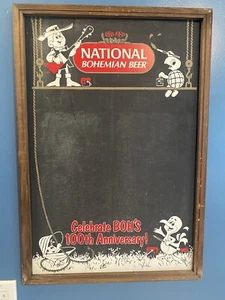 NATIONAL
BOHEMIAN BEER
Celebrate BOH'S
100th Anniversary!